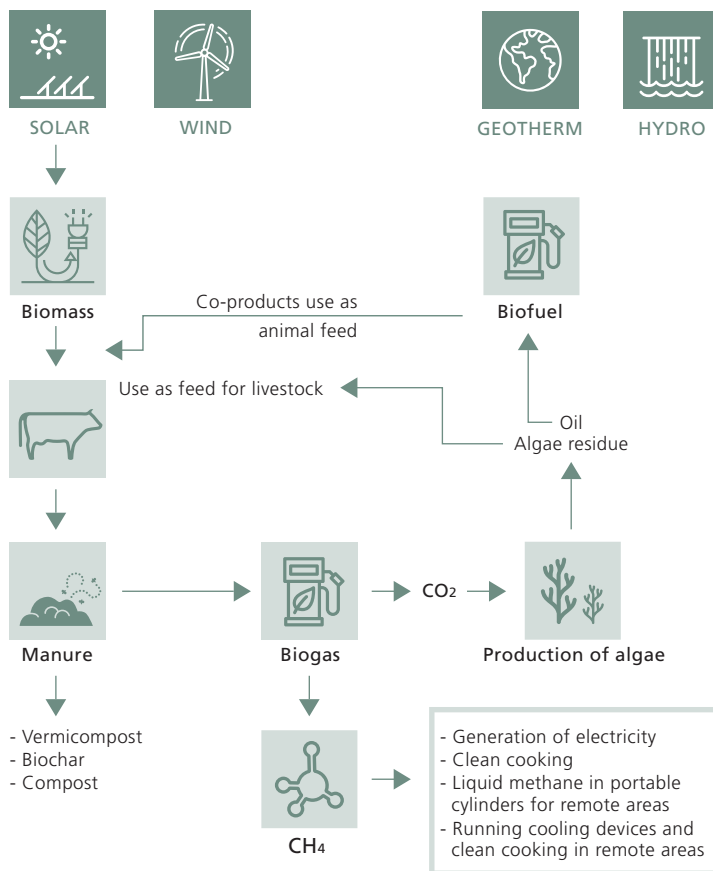 SOLAR
WIND
GEOTHERM
HYDRO
Biomass
Co-products use as
animal feed
Biofuel
Use as feed for livestock
Oil
Algae residue
Manure
Biogas
CO2
Production of algae
- Vermicompost
- Biochar
- Compost
CH4
- Generation of electricity
- Clean cooking
- Liquid methane in portable
cylinders for remote areas
- Running cooling devices and
clean cooking in remote areas